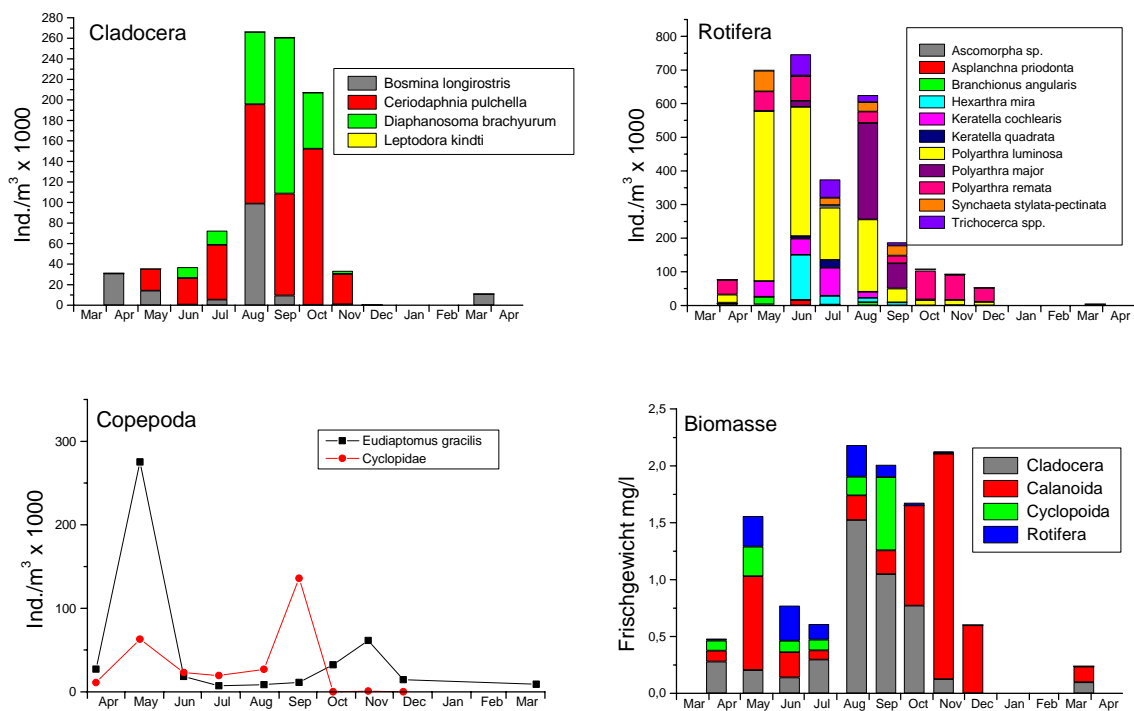 Cladocera
Ind./m³ x 1000
280
260
240
220
200
180
160
140
120
100
80
60
40
20
0
Bosmina longirostris
Ceriodaphnia pulchella
Diaphanosoma brachyurum
Leptodora kindti
Mar Apr May Jun Jul Aug Sep Oct Nov Dec Jan Feb Mar Apr
Rotifera
Ind./m³ x 1000
800
700
600
500
400
300
200
100
0
Ascomorpha sp.
Asplanchna priodonta
Branchionus angularis
Hexarthra mira
Keratella cochlearis
Keratella quadrata
Polyarthra luminosa
Polyarthra major
Polyarthra remata
Synchaeta stylata-pectinata
Trichocerca spp.
Mar Apr May Jun Jul Aug Sep Oct Nov Dec Jan Feb Mar Apr
Copepoda
Ind./m³ x 1000
300
200
100
0
Eudiaptomus gracilis
Cyclopidae
Apr May Jun Jul Aug Sep Oct Nov Dec Jan Feb Mar
Biomasse
Frischgewicht mg/l
2,5
2,0
1,5
1,0
0,5
0,0
Cladocera
Calanoida
Cyclopoida
Rotifera
Mar Apr May Jun Jul Aug Sep Oct Nov Dec Jan Feb Mar Apr